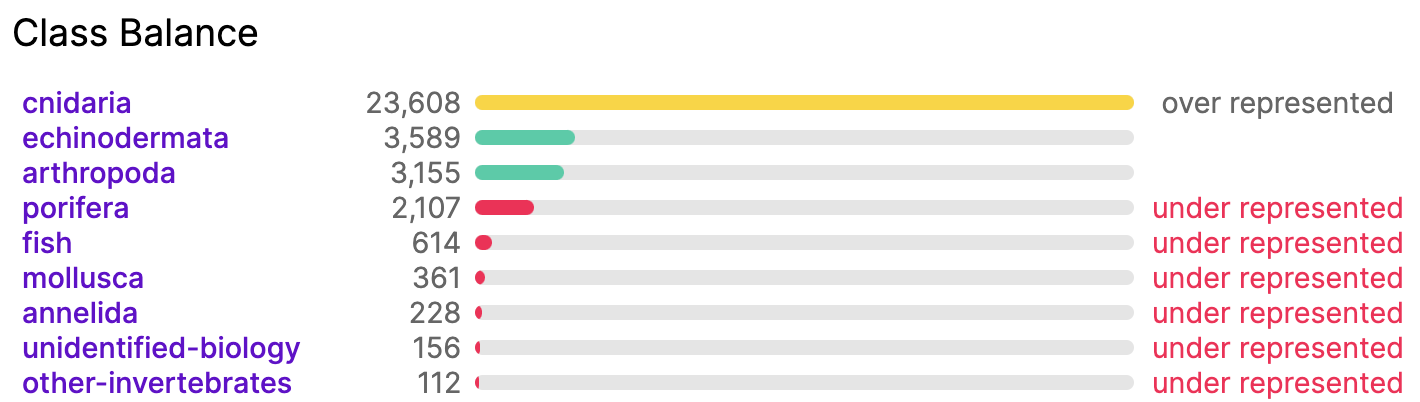 Class Balance
cnidaria 23,608 over represented
echinodermata 3,589
arthropoda 3,155
porifera 2,107 under represented
fish 614 under represented
mollusca 361 under represented
annelida 228 under represented
unidentified-biology 156 under represented
other-invertebrates 112 under represented